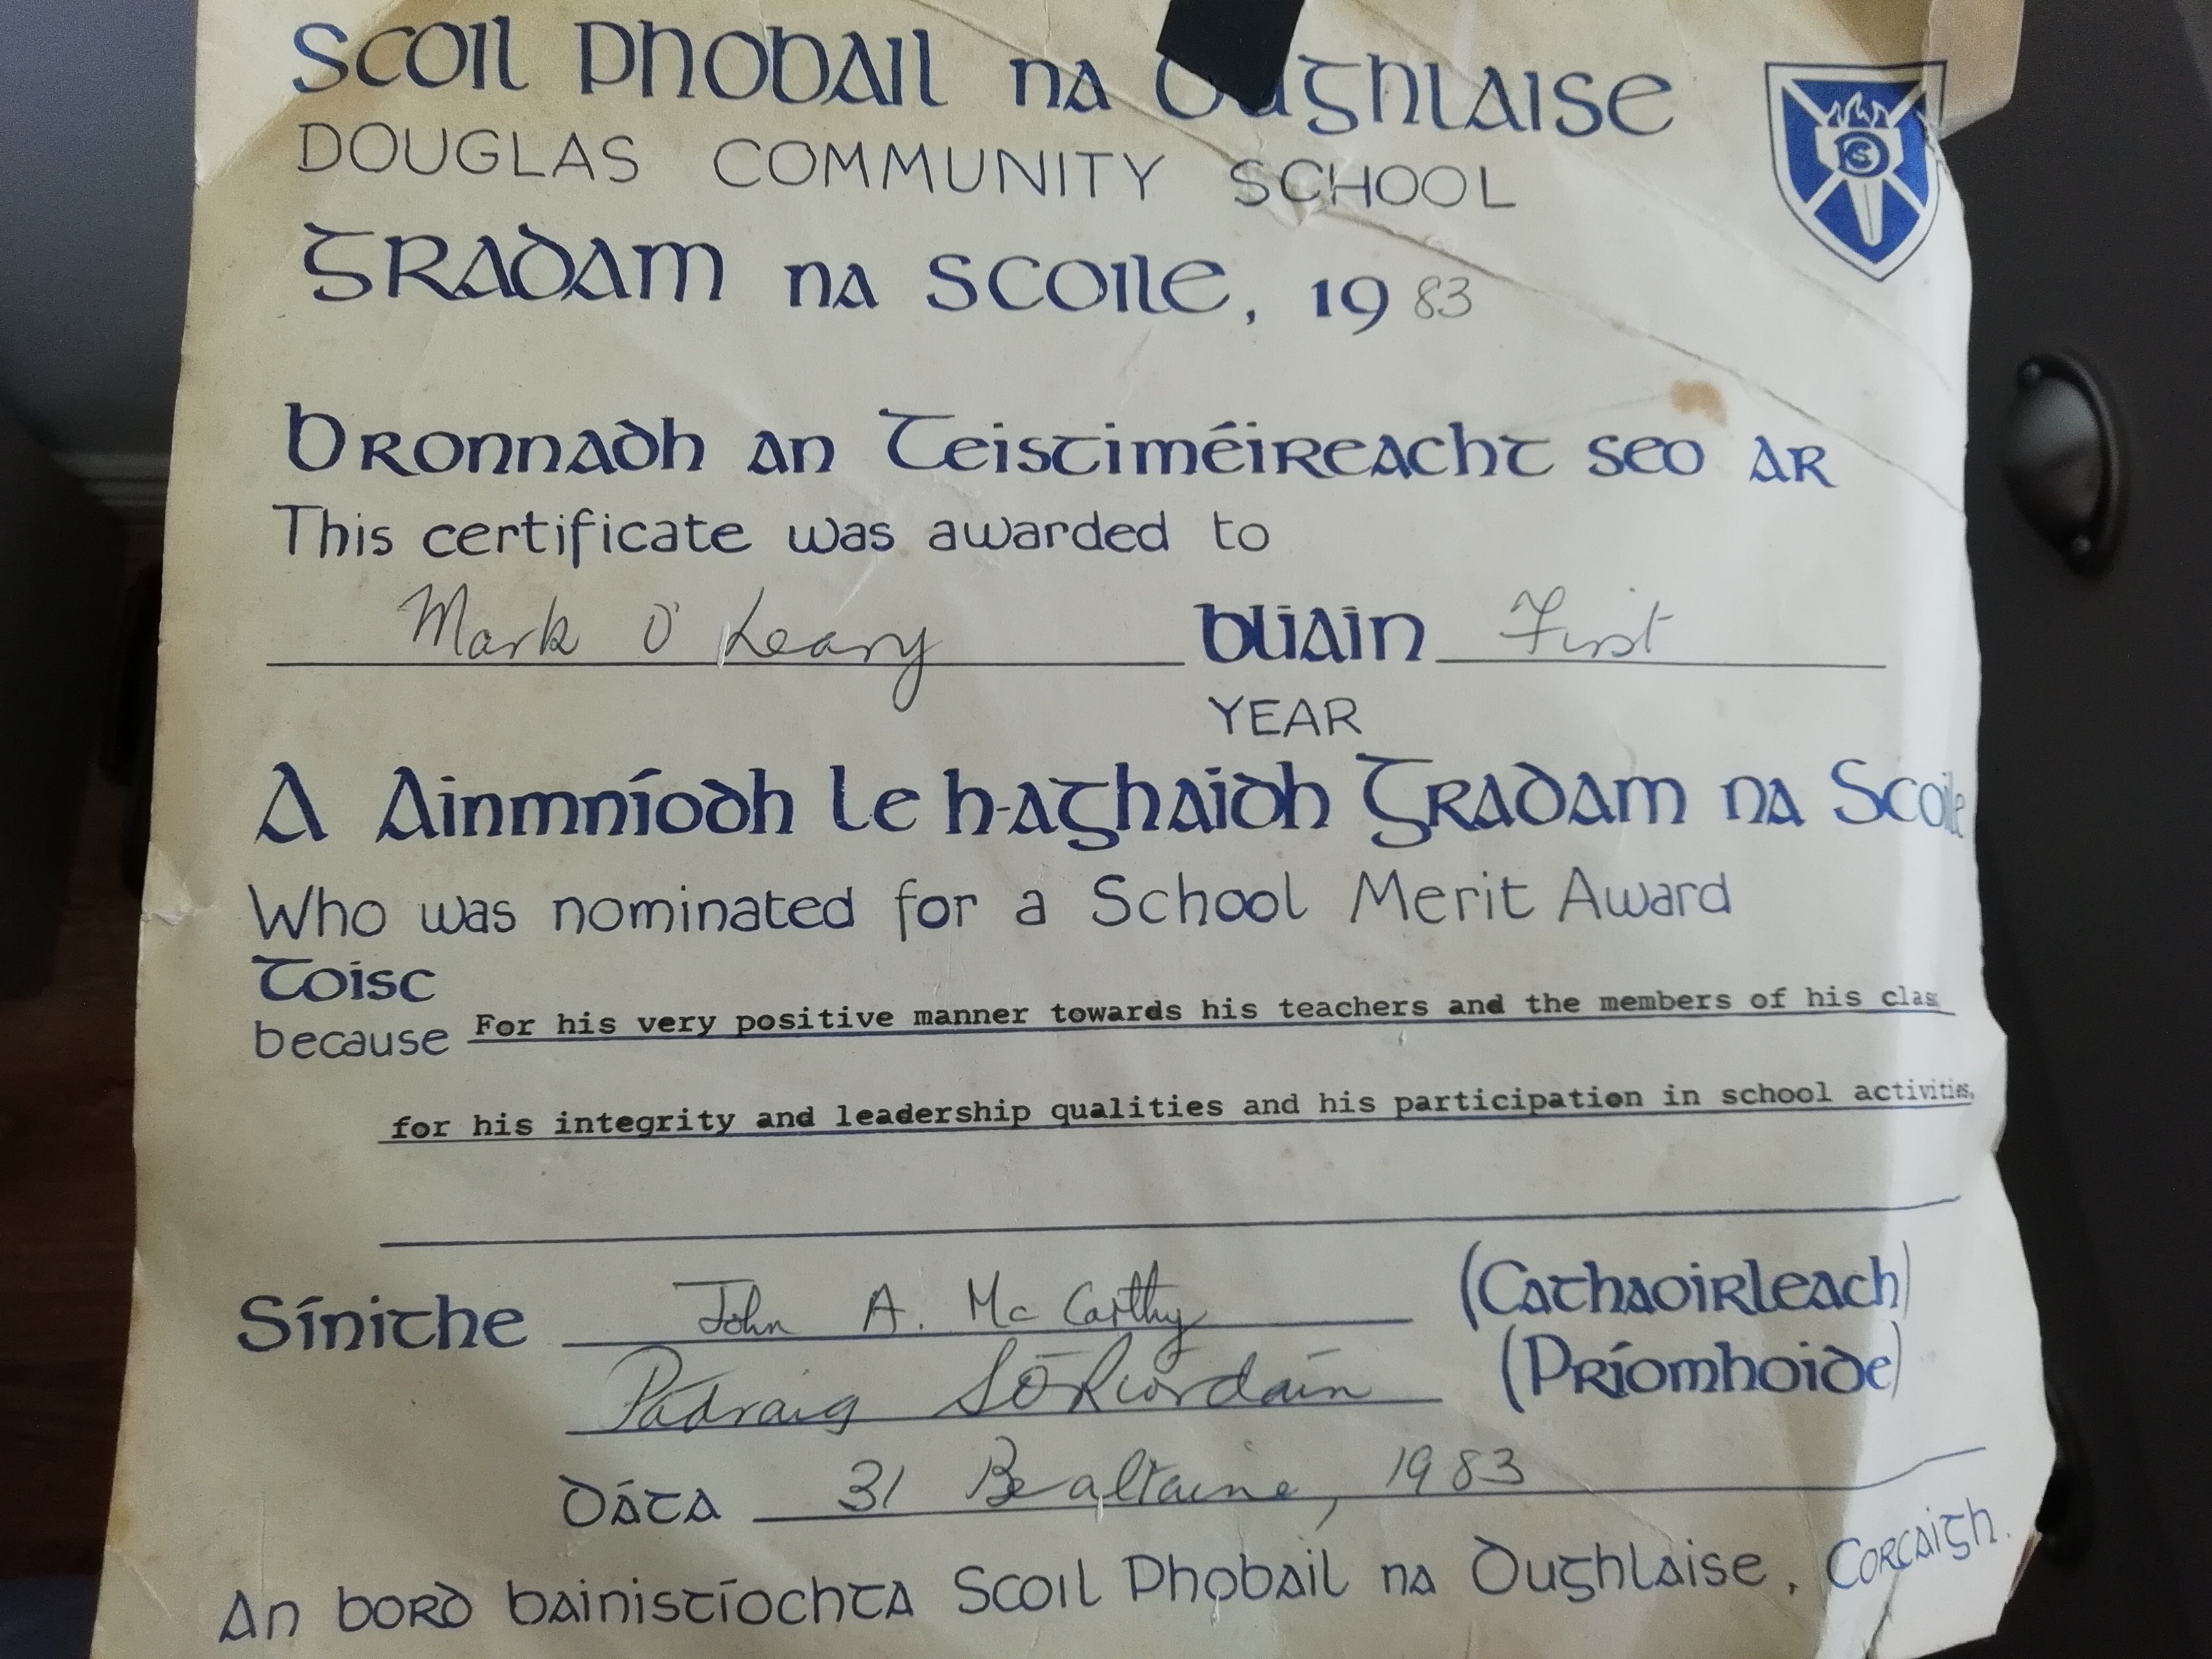 Scoil Phobail na Dughlaise
DOUGLAS COMMUNITY SCHOOL
Gradam na Scoile, 1983
Bronnadh an Teistiméireacht seo ar
This certificate was awarded to
Mark O'Leary bliain First
YEAR
A Ainmníodh le h-aghaidh Gradam na Scoile
Who was nominated for a School Merit Award
Toisc
because For his very positive manner towards his teachers and the members of his clas
for his integrity and leadership qualities and his participation in school activities.
Sínithe John A. Mc Carthy (Cathaoirleach)
Pádraig S Ó Ríordáin (Príomhoide)
Dáta 31 Bealtaine, 1983
An bord bainistíochta Scoil Phobail na Dughlaise, Corcaigh.